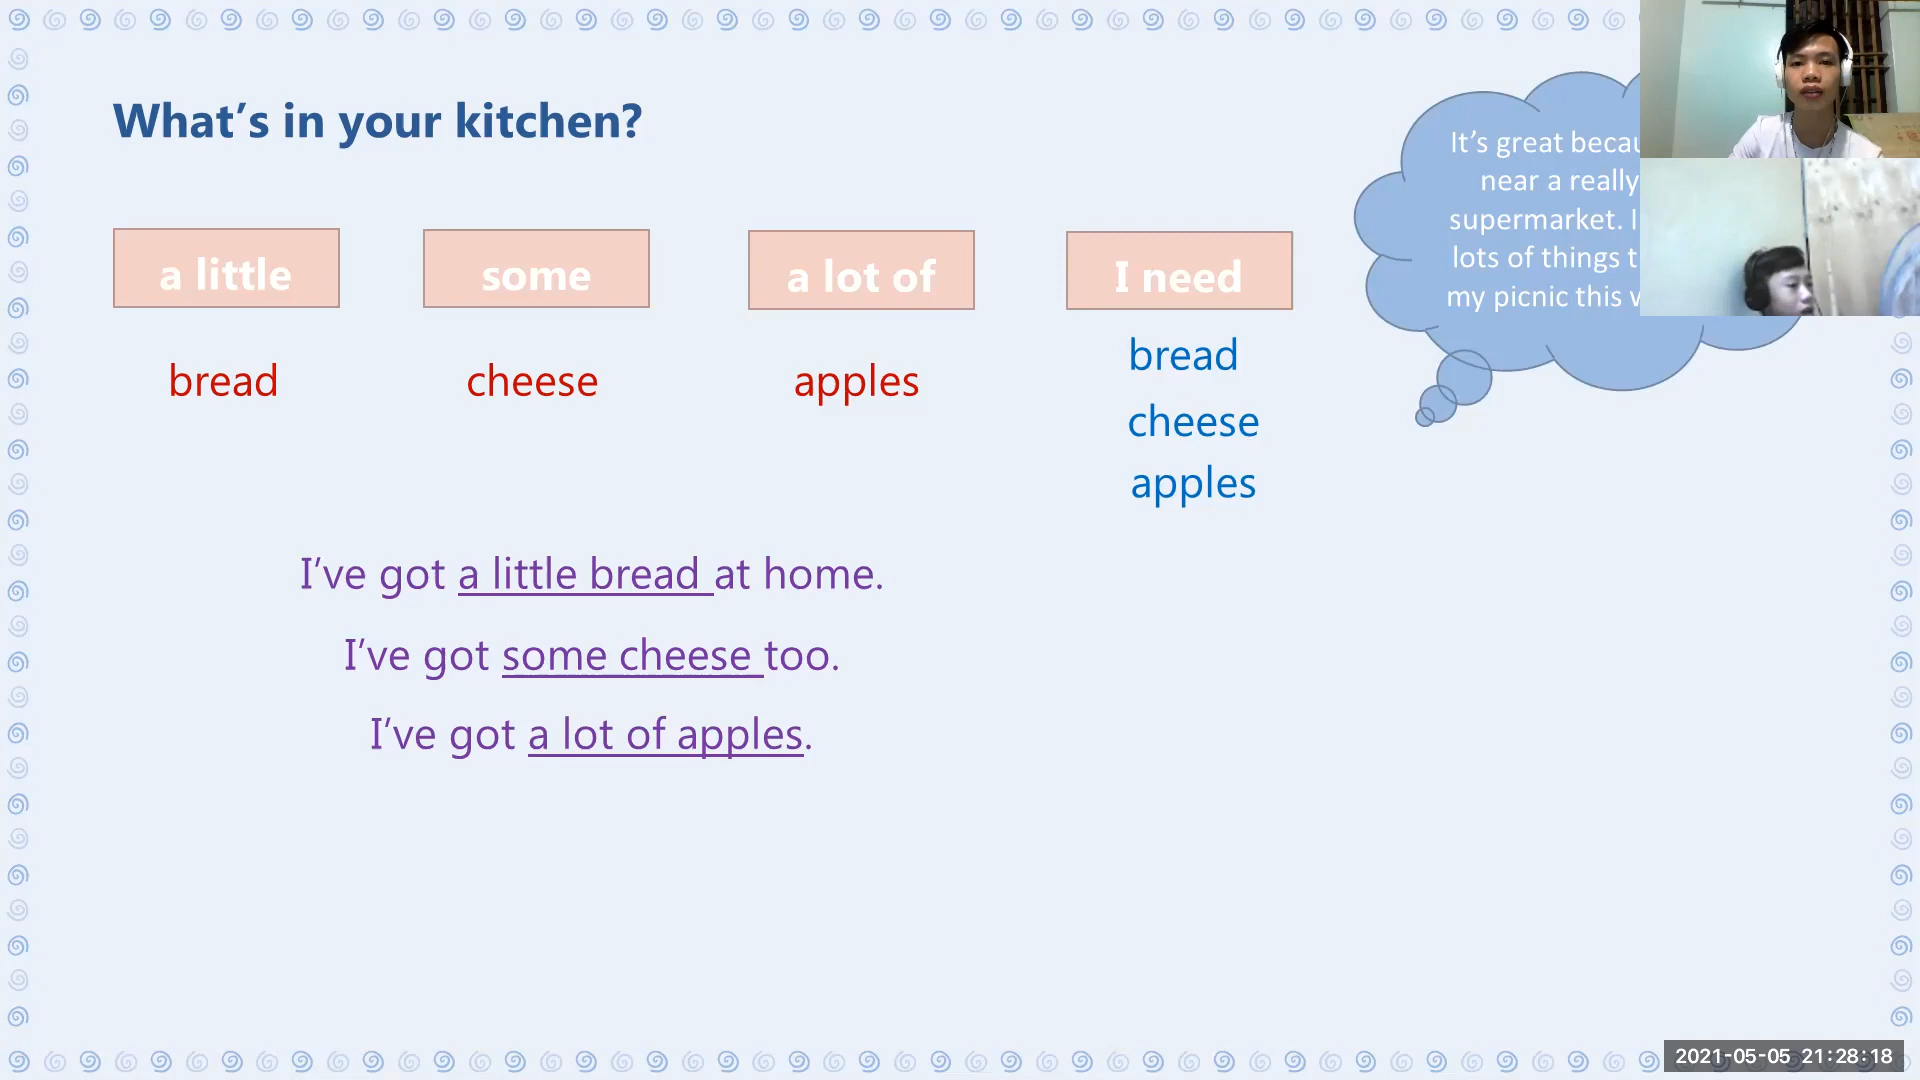 What's in your kitchen?
a little
some
a lot of
I need
bread
cheese
apples
bread
cheese
apples
I've got a little bread at home.
I've got some cheese too.
I've got a lot of apples.
It's great
near a really
supermarket. I
lots of things
my picnic this
2021-05-05 21:28:18